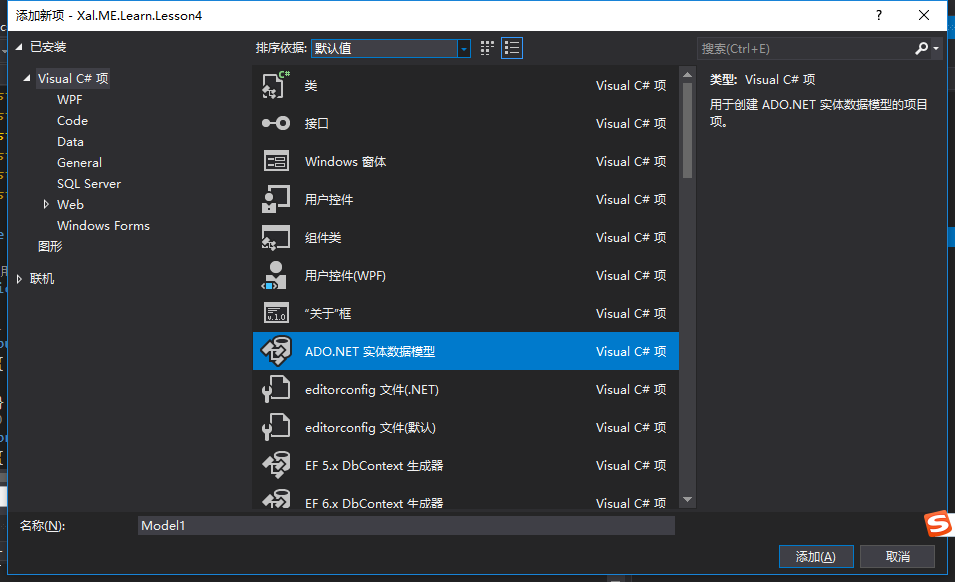 添加新项 - Xal.ME.Learn.Lesson4
已安装
Visual C# 项
WPF
Code
Data
General
SQL Server
Web
Windows Forms
图形
联机
排序依据: 默认值
类 Visual C# 项
接口 Visual C# 项
Windows 窗体 Visual C# 项
用户控件 Visual C# 项
组件类 Visual C# 项
用户控件(WPF) Visual C# 项
“关于”框 Visual C# 项
ADO.NET 实体数据模型 Visual C# 项
editorconfig 文件(.NET) Visual C# 项
editorconfig 文件(默认) Visual C# 项
EF 5.x DbContext 生成器 Visual C# 项
EF 6.x DbContext 生成器 Visual C# 项
搜索(Ctrl+E)
类型: Visual C# 项
用于创建 ADO.NET 实体数据模型的项目
项。
名称(N): Model1
添加(A) 取消